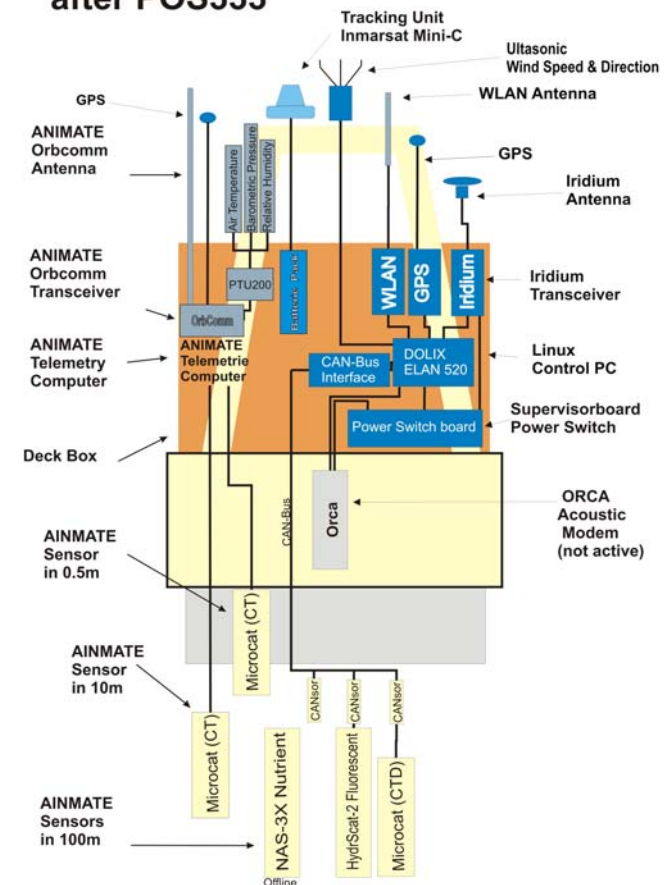 after POS355
Tracking Unit
Inmarsat Mini-C
Ultasonic
Wind Speed & Direction
GPS
WLAN Antenna
ANIMATE
Orbcomm
Antenna
GPS
Iridium
Antenna
Air Temperature
Barometric Pressure
Relative Humidity
ANIMATE
Orbcomm
Transceiver
PTU200
Batterie Pack
WLAN
GPS
Iridium
Iridium
Transceiver
OrbComm
ANIMATE
Telemetry
Computer
ANIMATE
Telemetrie
Computer
CAN-Bus
Interface
DOLIX
ELAN 520
Linux
Control PC
Power Switch board
Supervisorboard
Power Switch
Deck Box
CAN-Bus
Orca
ORCA
Acoustic
Modem
(not active)
AINMATE
Sensor
in 0.5m
Microcat (CT)
AINMATE
Sensor
in 10m
CANsor
CANsor
CANsor
Microcat (CT)
NAS-3X Nutrient
HydrScat-2 Fluorescent
Microcat (CTD)
AINMATE
Sensors
in 100m
Offline